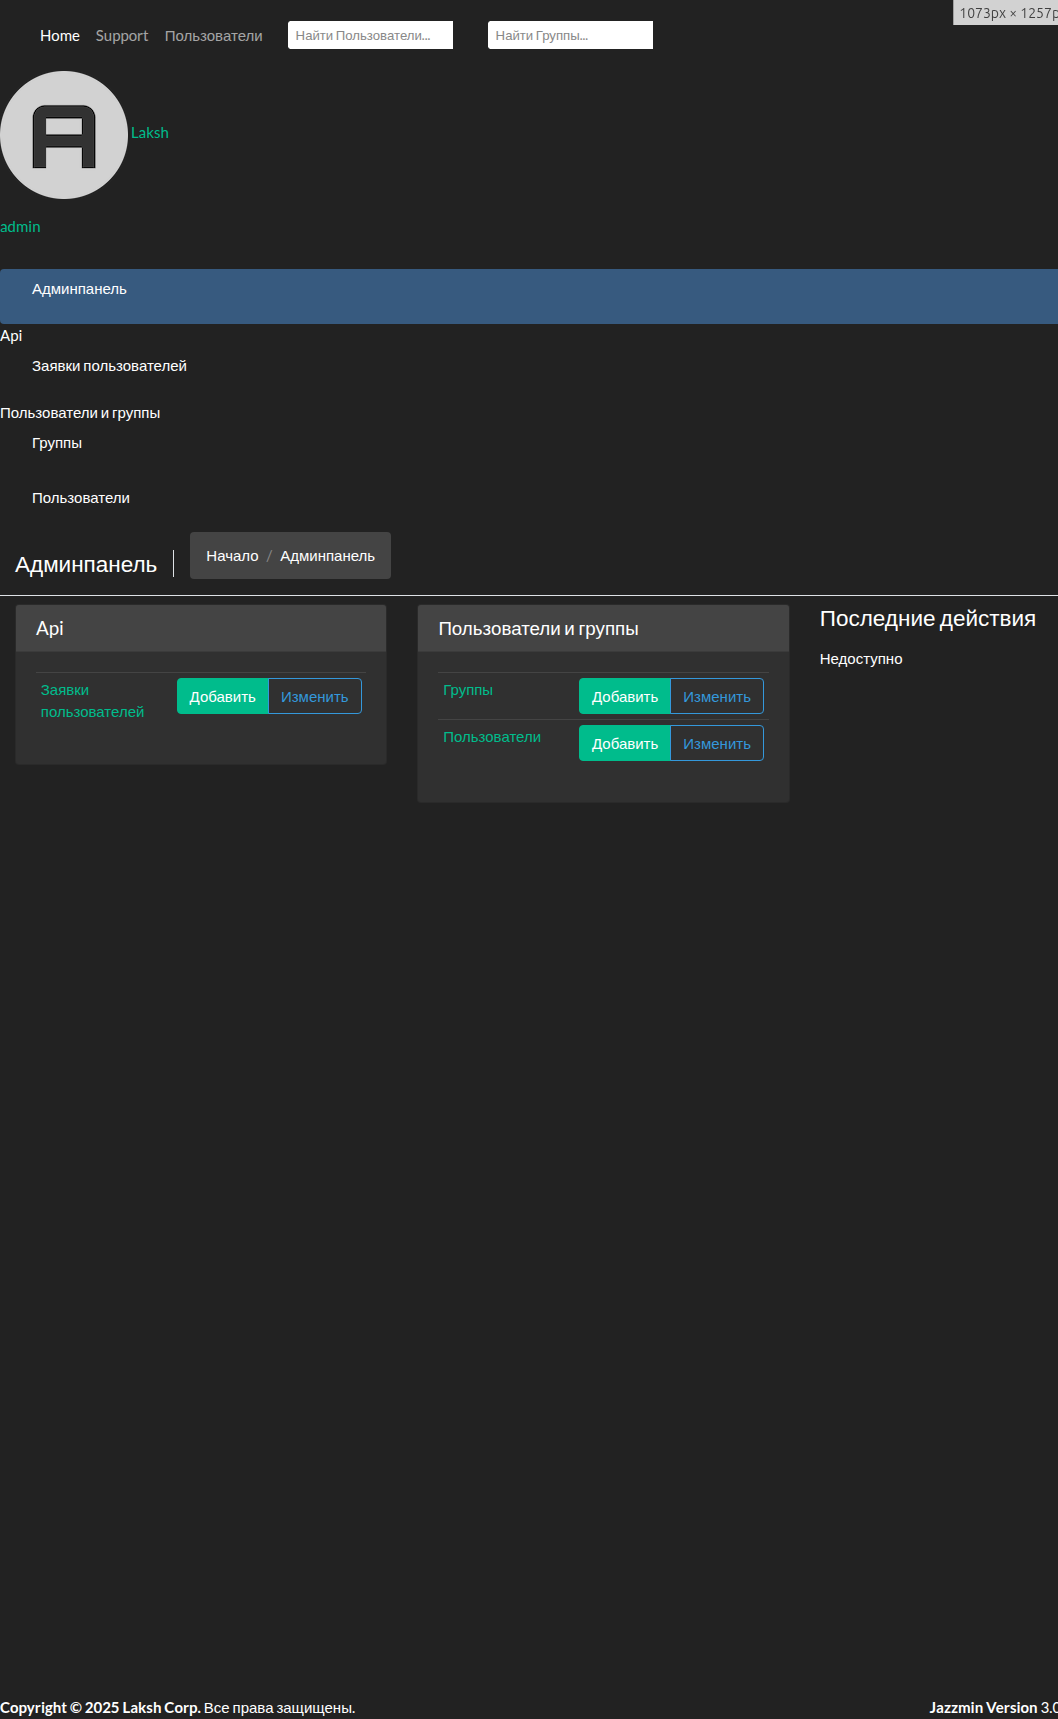 1073px × 1257p
Home Support Пользователи Найти Пользователи... Найти Группы...
A Laksh
admin
Админпанель
Api
Заявки пользователей
Пользователи и группы
Группы
Пользователи
Админпанель Начало / Админпанель
Api
Заявки пользователей Добавить Изменить
Пользователи и группы
Группы Добавить Изменить
Пользователи Добавить Изменить
Последние действия
Недоступно
Copyright © 2025 Laksh Corp. Все права защищены. Jazzmin Version 3.0